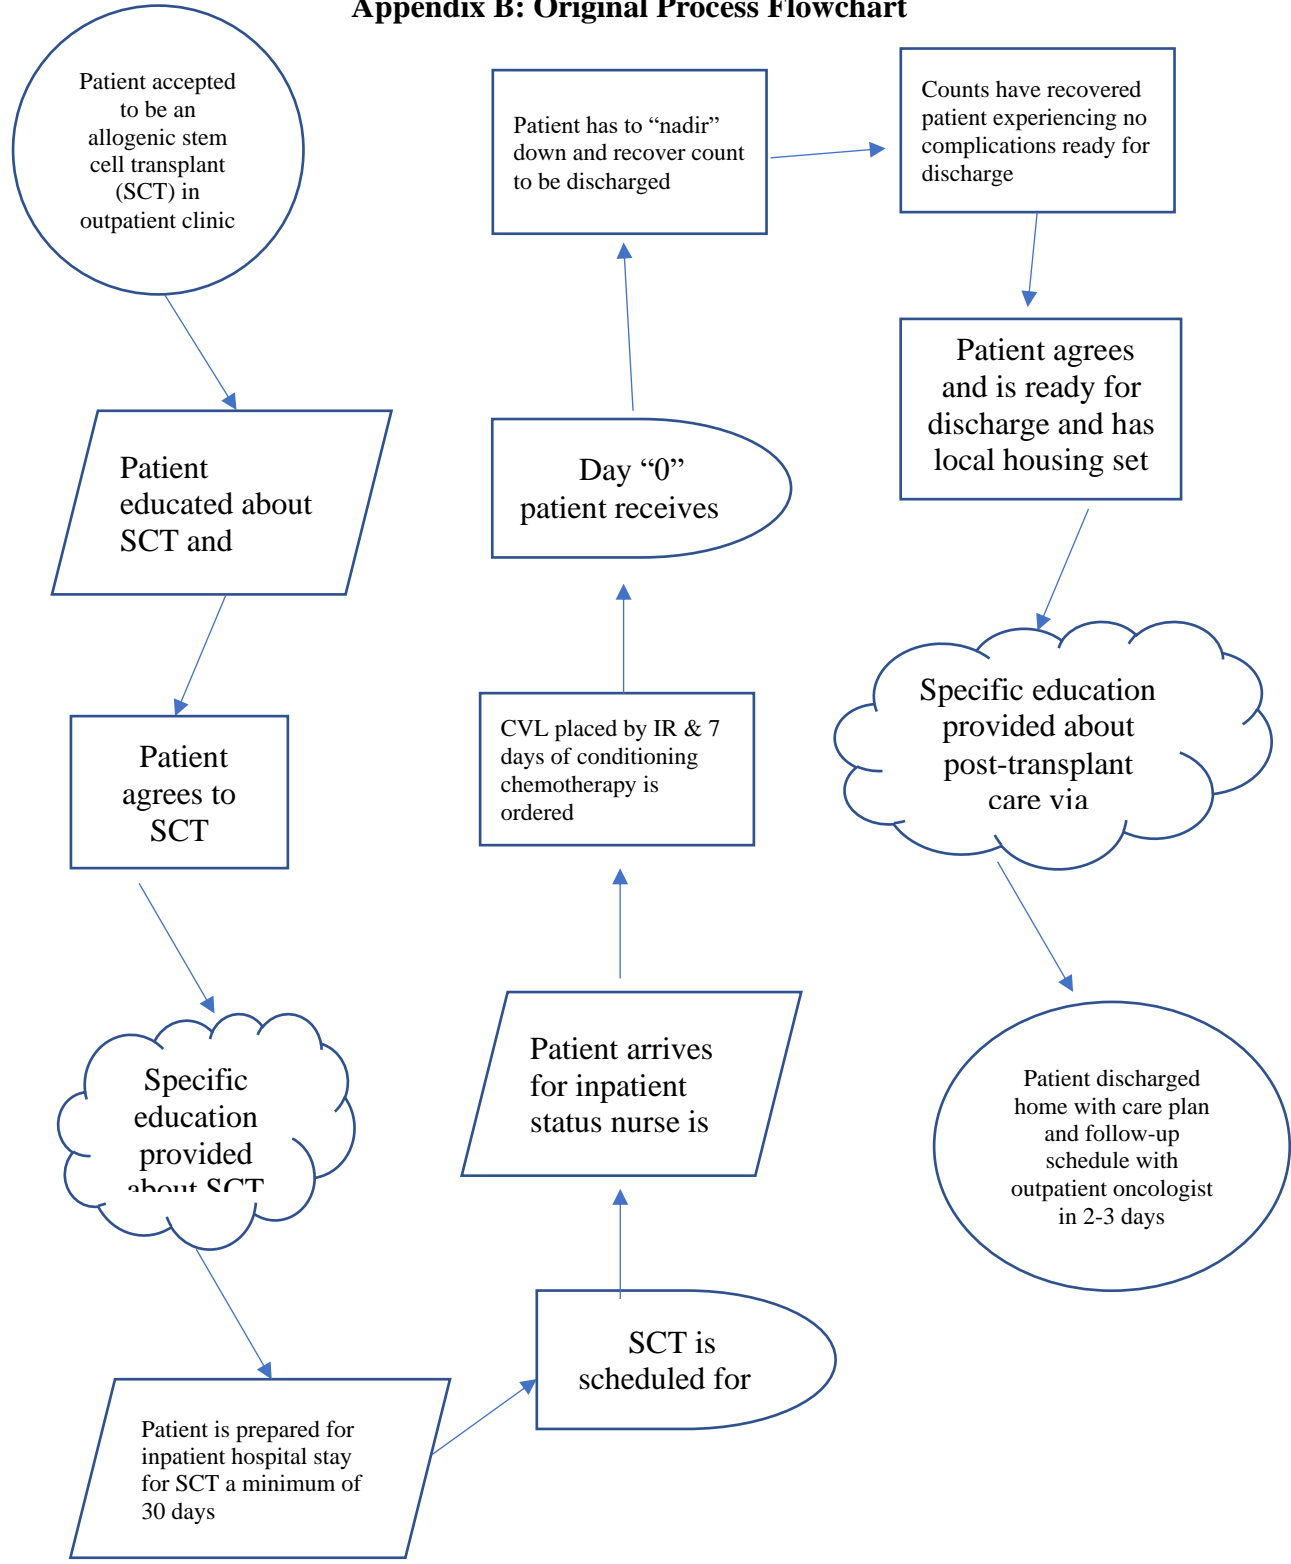 Appendix B: Original Process Flowchart
Patient accepted
to be an
allogenic stem
cell transplant
(SCT) in
outpatient clinic
Patient
educated about
SCT and
Patient
agrees to
SCT
Specific
education
provided
about SCT
Patient is prepared for
inpatient hospital stay
for SCT a minimum of
30 days
SCT is
scheduled for
Patient arrives
for inpatient
status nurse is
CVL placed by IR & 7
days of conditioning
chemotherapy is
ordered
Day “0”
patient receives
Patient has to “nadir”
down and recover count
to be discharged
Counts have recovered
patient experiencing no
complications ready for
discharge
Patient agrees
and is ready for
discharge and has
local housing set
Specific education
provided about
post-transplant
care via
Patient discharged
home with care plan
and follow-up
schedule with
outpatient oncologist
in 2-3 days